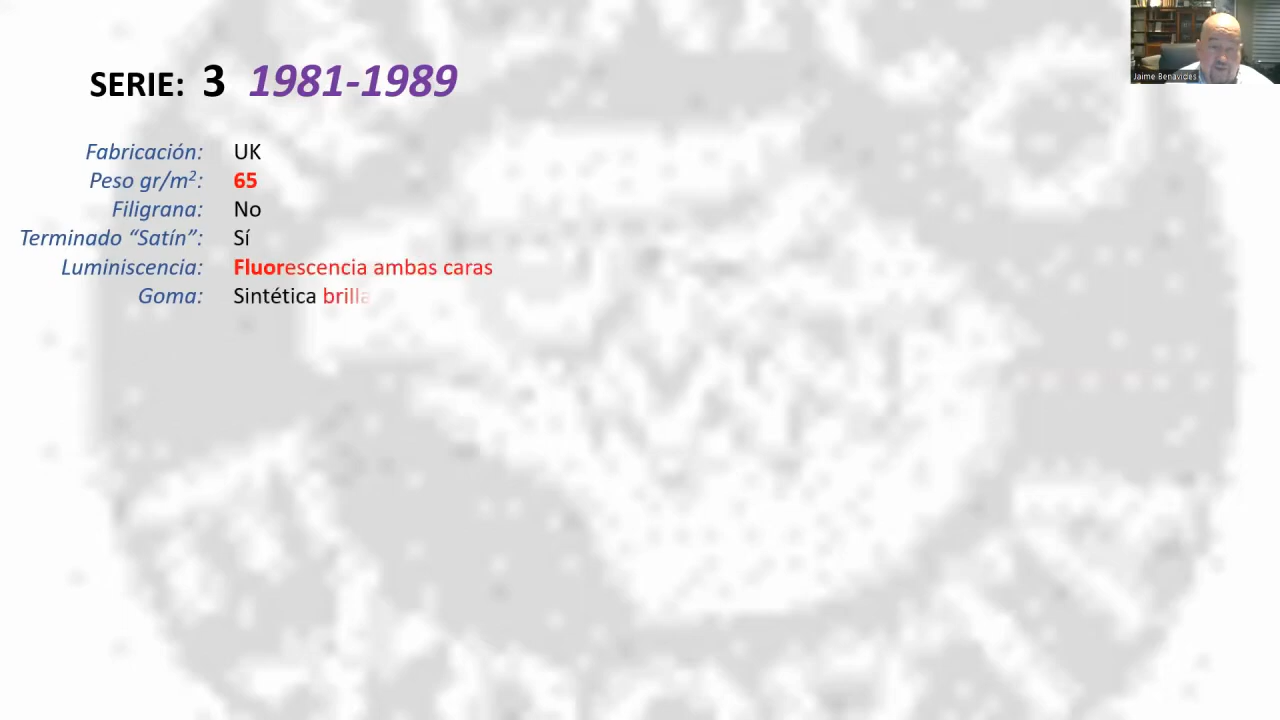 SERIE: 3 1981-1989
Fabricación: UK
Peso gr/m²: 65
Filigrana: No
Terminado “Satín”: Sí
Luminiscencia: Fluorescencia ambas caras
Goma: Sintética brilla
Jaime Benavides